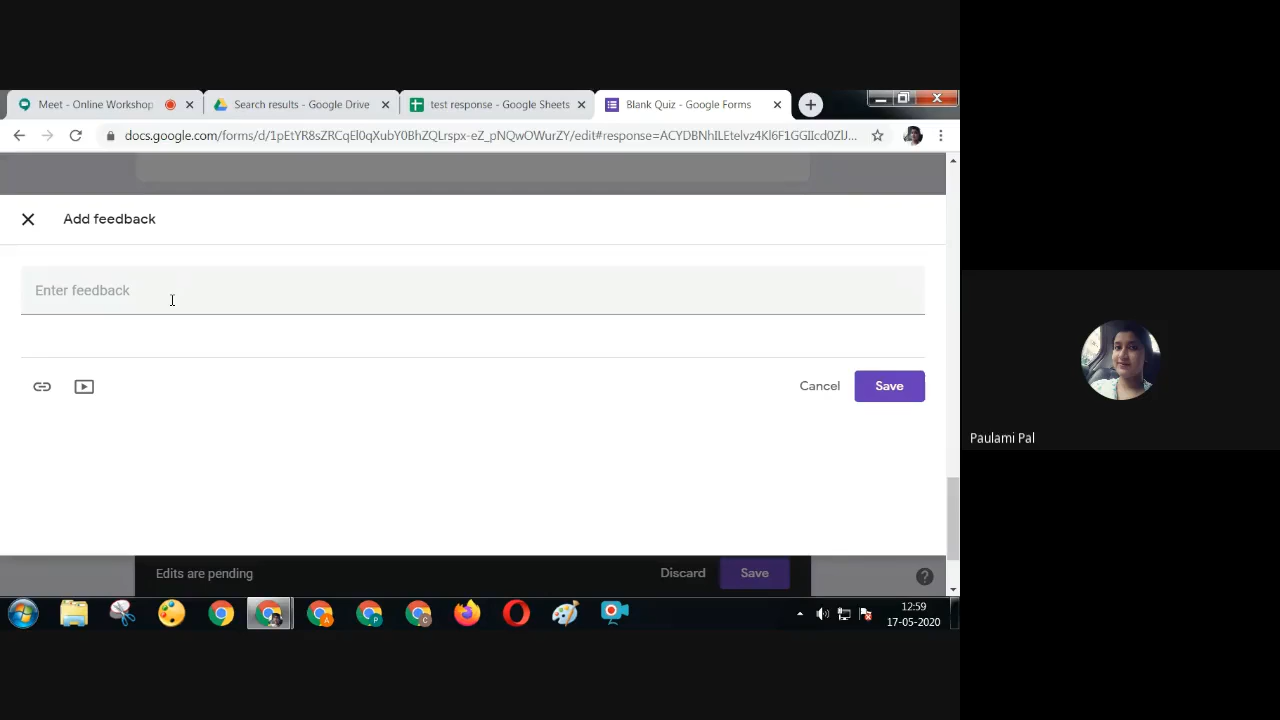 Meet - Online Workshop
Search results - Google Drive
test response - Google Sheets
Blank Quiz - Google Forms
docs.google.com/forms/d/1pEtYR8sZRCqEl0qXubY0BhZQLrspx-eZ_pNQwOWurZY/edit#response=ACYDBNhILEtelvz4Kl6F1GGIIcd0ZlJ...
Add feedback
Enter feedback
Cancel
Save
Paulami Pal
Edits are pending
Discard
Save
12:59
17-05-2020